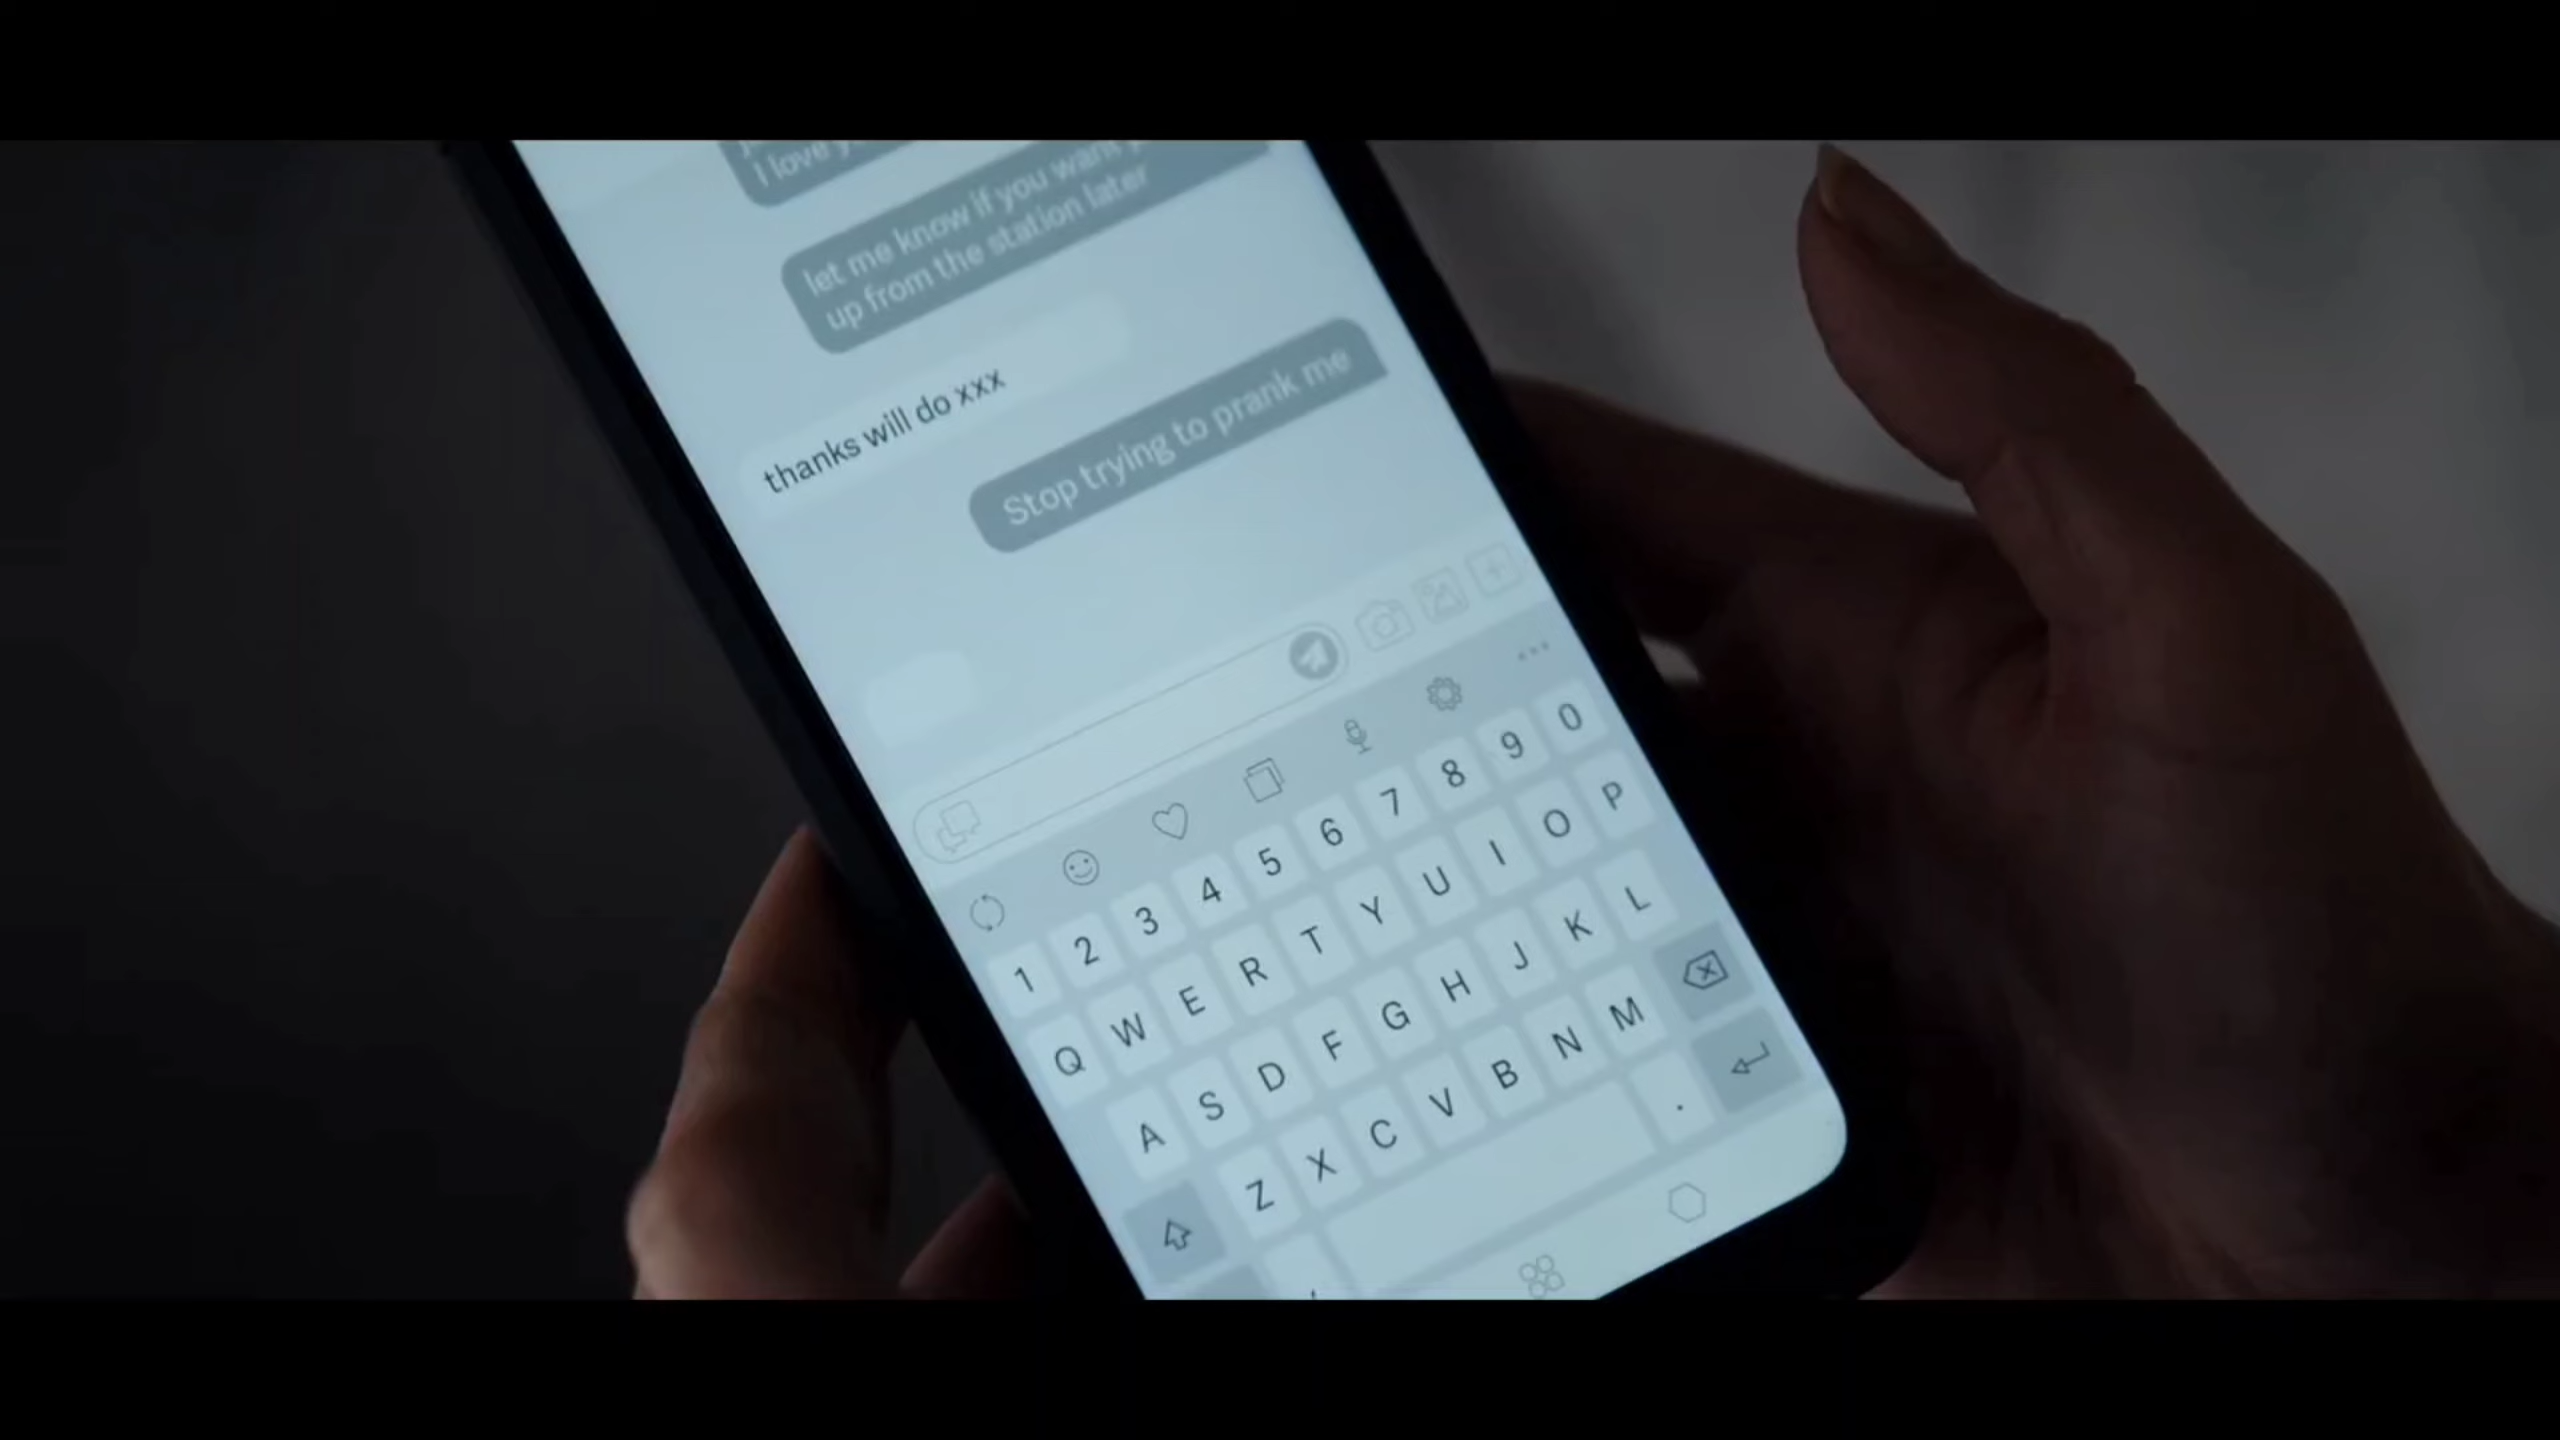 I love
let me know if you want
up from the station later
thanks will do xxx
Stop trying to prank me
1 2 3 4 5 6 7 8 9 0
Q W E R T Y U I O P
A S D F G H J K L
Z X C V B N M
, .